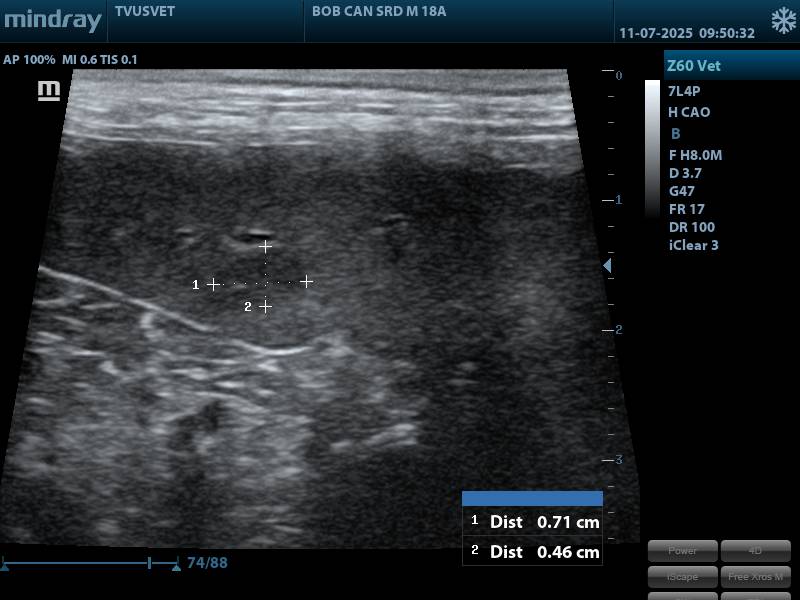 mindray
TVUSVET
BOB CAN SRD M 18A
11-07-2025 09:50:32
AP 100% MI 0.6 TIS 0.1
m
Z60 Vet
7L4P
H CAO
B
F H8.0M
D 3.7
G47
FR 17
DR 100
iClear 3
0
1
2
3
1
2
1 Dist 0.71 cm
2 Dist 0.46 cm
74/88
Power
4D
iScape
Free Xros M